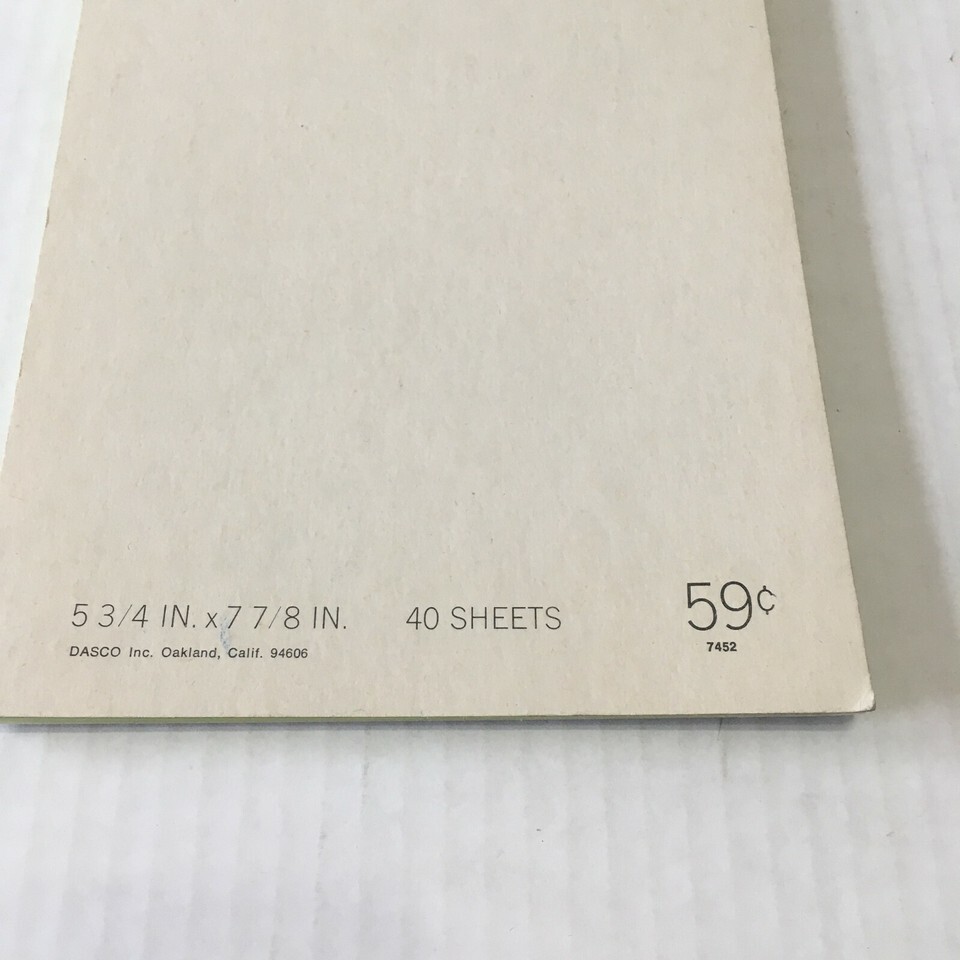 5 3/4 IN. x 7 7/8 IN. 40 SHEETS 59¢
DASCO Inc. Oakland, Calif. 94606 7452